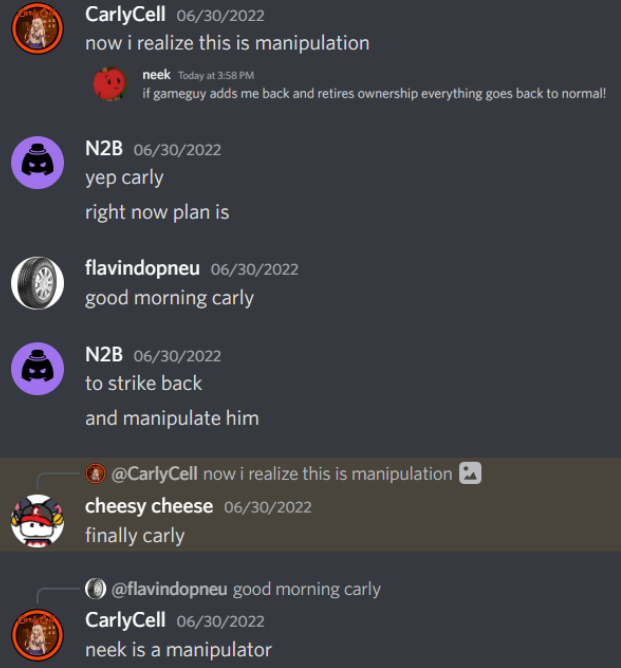 CarlyCell 06/30/2022
now i realize this is manipulation
neek Today at 3:58 PM
if gameguy adds me back and retires ownership everything goes back to normal!
N2B 06/30/2022
yep carly
right now plan is
flavindopneu 06/30/2022
good morning carly
N2B 06/30/2022
to strike back
and manipulate him
@CarlyCell now i realize this is manipulation
cheesy cheese 06/30/2022
finally carly
@flavindopneu good morning carly
CarlyCell 06/30/2022
neek is a manipulator